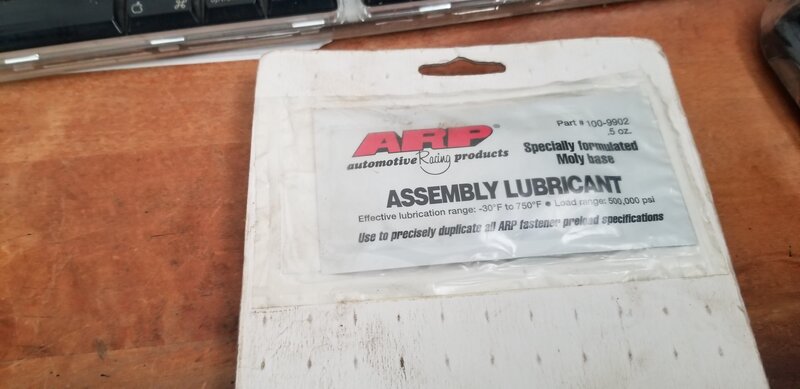 ARP
automotive Racing products
Part # 100-9902
.5 oz.
Specially formulated
Moly base
ASSEMBLY LUBRICANT
Effective lubrication range: -30°F to 750°F • Load range: 500,000 psi
Use to precisely duplicate all ARP fastener preload specifications